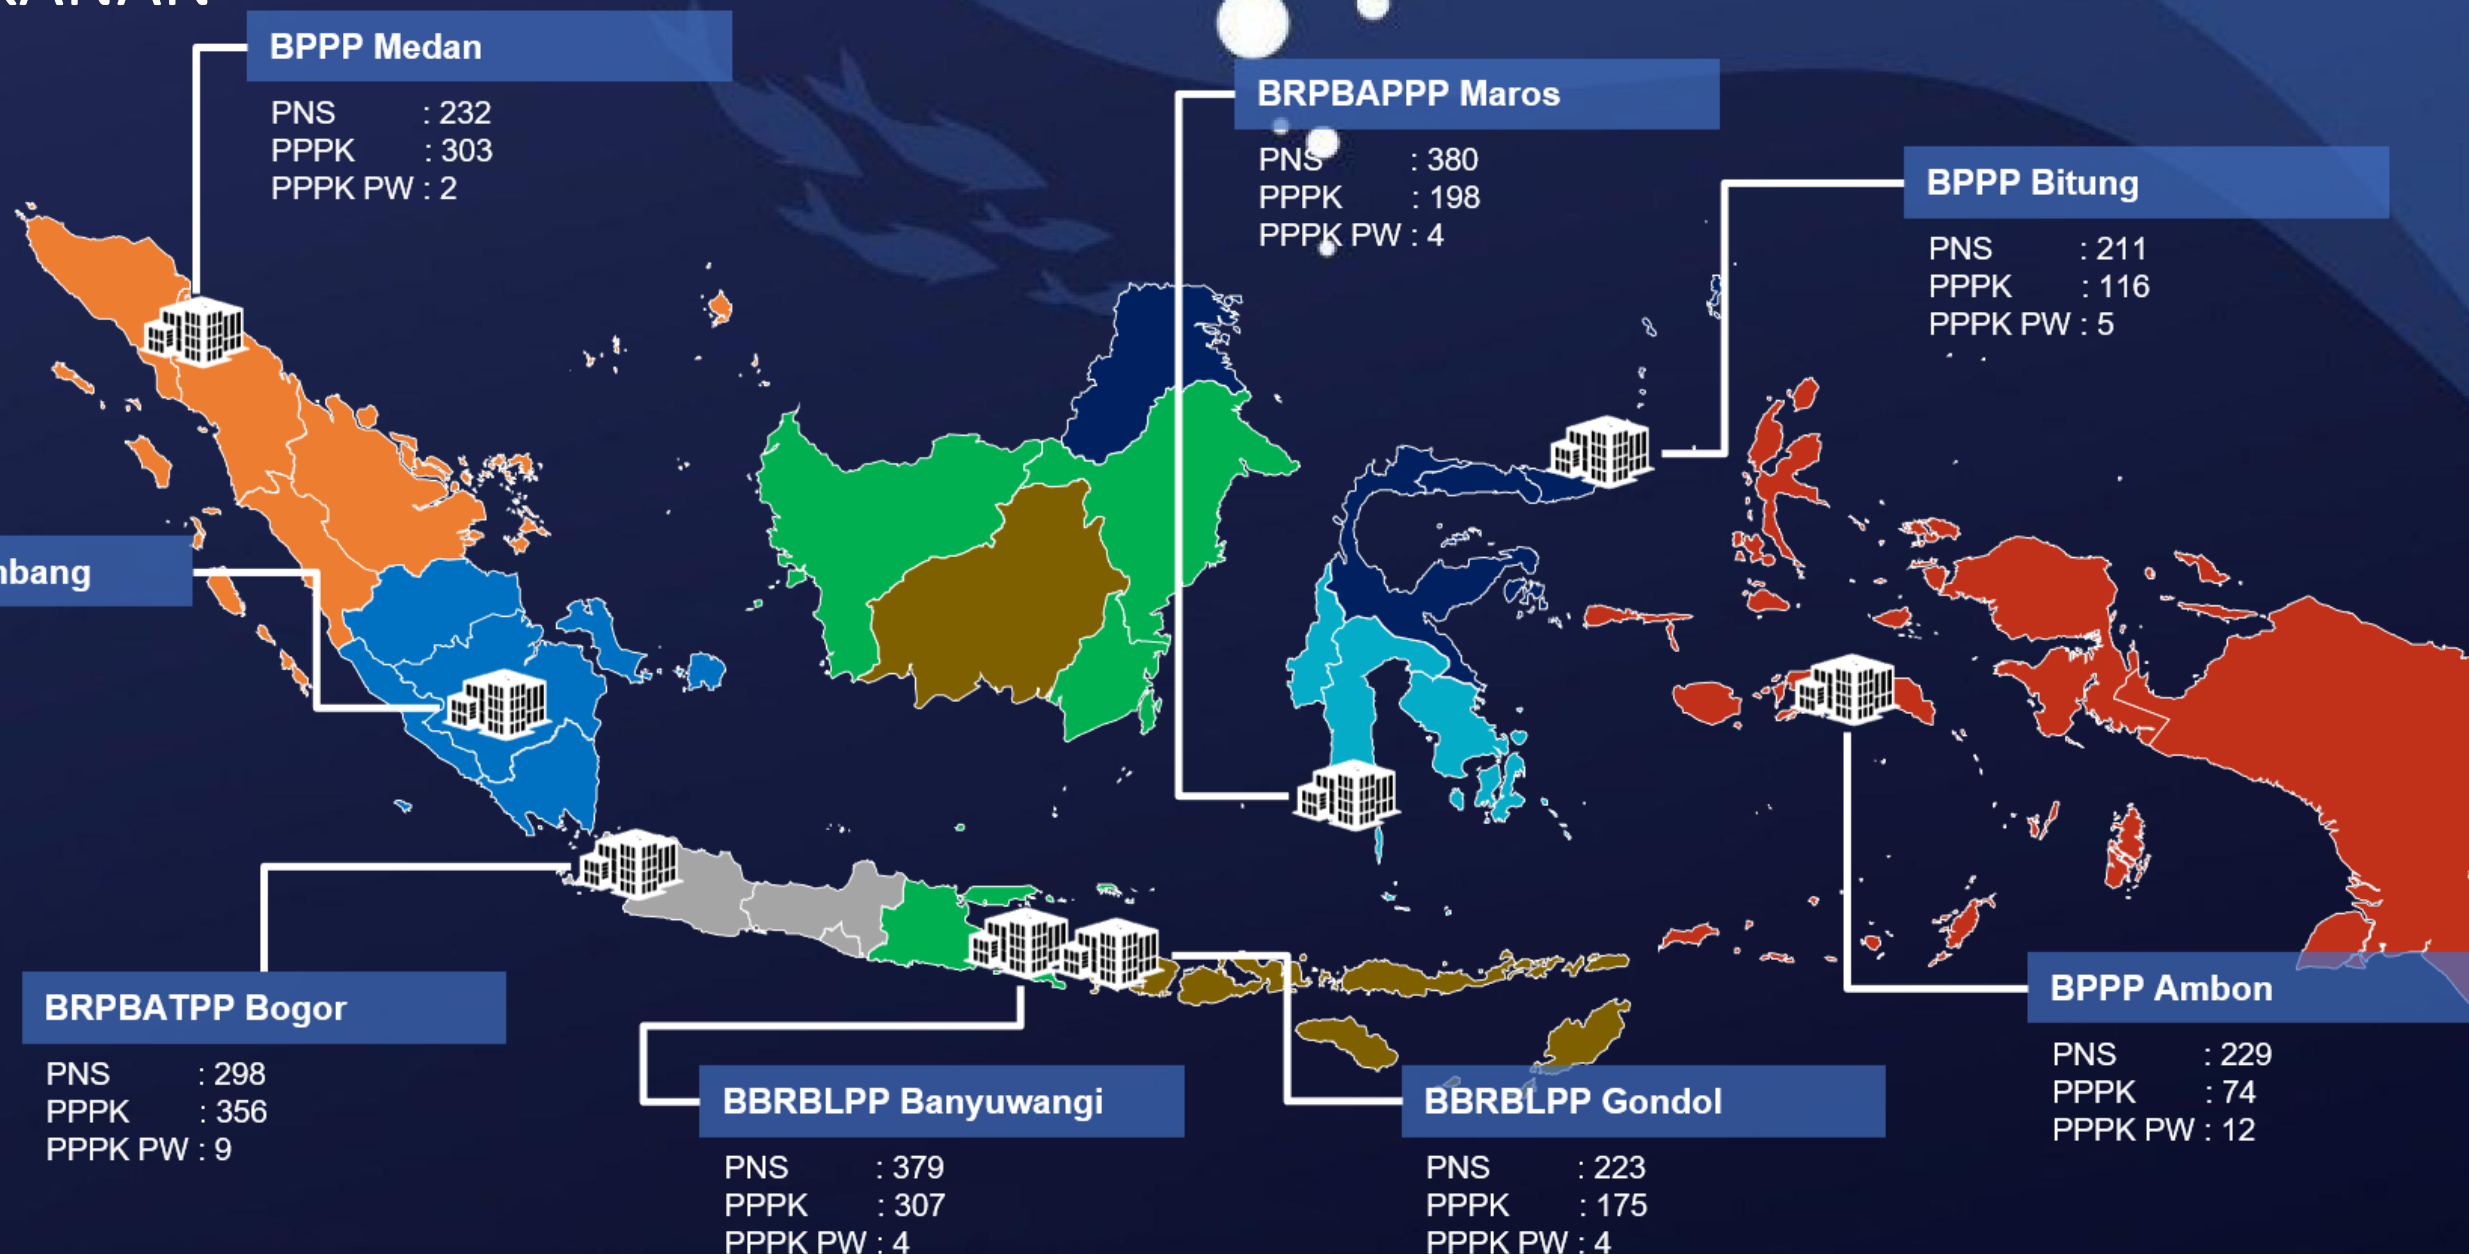 BPPP Medan
PNS : 232
PPPK : 303
PPPK PW : 2
BRPBAPPP Maros
PNS : 380
PPPK : 198
PPPK PW : 4
BPPP Bitung
PNS : 211
PPPK : 116
PPPK PW : 5
mbang
BRPBATPP Bogor
PNS : 298
PPPK : 356
PPPK PW : 9
BBRBLPP Banyuwangi
PNS : 379
PPPK : 307
PPPK PW : 4
BBRBLPP Gondol
PNS : 223
PPPK : 175
PPPK PW : 4
BPPP Ambon
PNS : 229
PPPK : 74
PPPK PW : 12